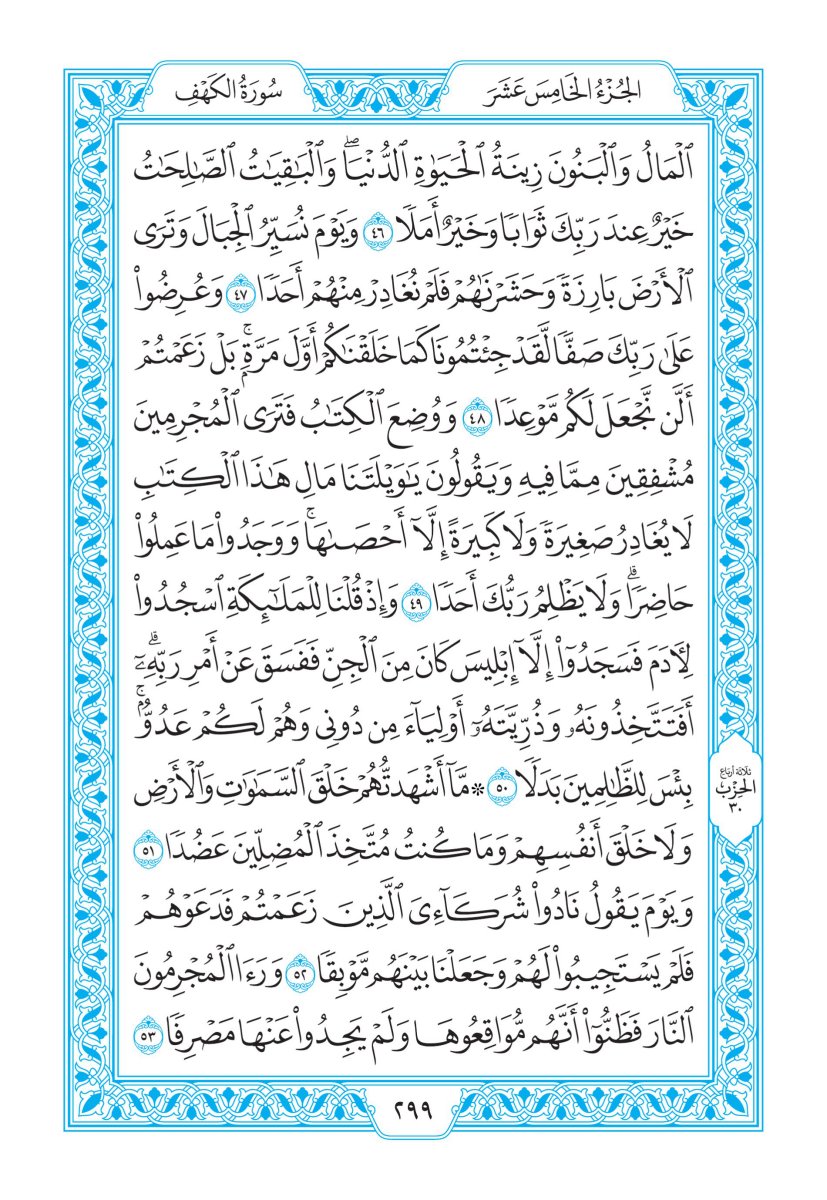 الجُزْءُ الخَامِسَ عَشَرَ
سُورَةُ الكَهْفِ
ٱلْمَالُ وَٱلْبَنُونَ زِينَةُ ٱلْحَيَوٰةِ ٱلدُّنْيَاۖ وَٱلْبَٰقِيَٰتُ ٱلصَّٰلِحَٰتُ
خَيْرٌ عِندَ رَبِّكَ ثَوَابًا وَخَيْرٌ أَمَلًا ٤٦ وَيَوْمَ نُسَيِّرُ ٱلْجِبَالَ وَتَرَى
ٱلْأَرْضَ بَارِزَةً وَحَشَرْنَٰهُمْ فَلَمْ نُغَادِرْ مِنْهُمْ أَحَدًا ٤٧ وَعُرِضُوا۟
عَلَىٰ رَبِّكَ صَفًّا لَّقَدْ جِئْتُمُونَا كَمَا خَلَقْنَٰكُمْ أَوَّلَ مَرَّةٍۭۚ بَلْ زَعَمْتُمْ
أَلَّن نَّجْعَلَ لَكُم مَّوْعِدًا ٤٨ وَوُضِعَ ٱلْكِتَٰبُ فَتَرَى ٱلْمُجْرِمِينَ
مُشْفِقِينَ مِمَّا فِيهِ وَيَقُولُونَ يَٰوَيْلَتَنَا مَالِ هَٰذَا ٱلْكِتَٰبِ
لَا يُغَادِرُ صَغِيرَةً وَلَا كَبِيرَةً إِلَّآ أَحْصَىٰهَاۚ وَوَجَدُوا۟ مَا عَمِلُوا۟
حَاضِرًاۗ وَلَا يَظْلِمُ رَبُّكَ أَحَدًا ٤٩ وَإِذْ قُلْنَا لِلْمَلَٰٓئِكَةِ ٱسْجُدُوا۟
لِءَادَمَ فَسَجَدُوٓا۟ إِلَّآ إِبْلِيسَ كَانَ مِنَ ٱلْجِنِّ فَفَسَقَ عَنْ أَمْرِ رَبِّهِۦٓۗ
أَفَتَتَّخِذُونَهُۥ وَذُرِّيَّتَهُۥٓ أَوْلِيَآءَ مِن دُونِى وَهُمْ لَكُمْ عَدُوٌّۢۚ
بِئْسَ لِلظَّٰلِمِينَ بَدَلًا ٥٠ * مَّآ أَشْهَدتُّهُمْ خَلْقَ ٱلسَّمَٰوَٰتِ وَٱلْأَرْضِ
وَلَا خَلْقَ أَنفُسِهِمْ وَمَا كُنتُ مُتَّخِذَ ٱلْمُضِلِّينَ عَضُدًا ٥١
وَيَوْمَ يَقُولُ نَادُوا۟ شُرَكَآءِىَ ٱلَّذِينَ زَعَمْتُمْ فَدَعَوْهُمْ
فَلَمْ يَسْتَجِيبُوا۟ لَهُمْ وَجَعَلْنَا بَيْنَهُم مَّوْبِقًا ٥٢ وَرَءَا ٱلْمُجْرِمُونَ
ٱلنَّارَ فَظَنُّوٓا۟ أَنَّهُم مُّوَاقِعُوهَا وَلَمْ يَجِدُوا۟ عَنْهَا مَصْرِفًا ٥٣
ثلاثة أرباع
الحِزْبُ
٣٠
٢٩٩